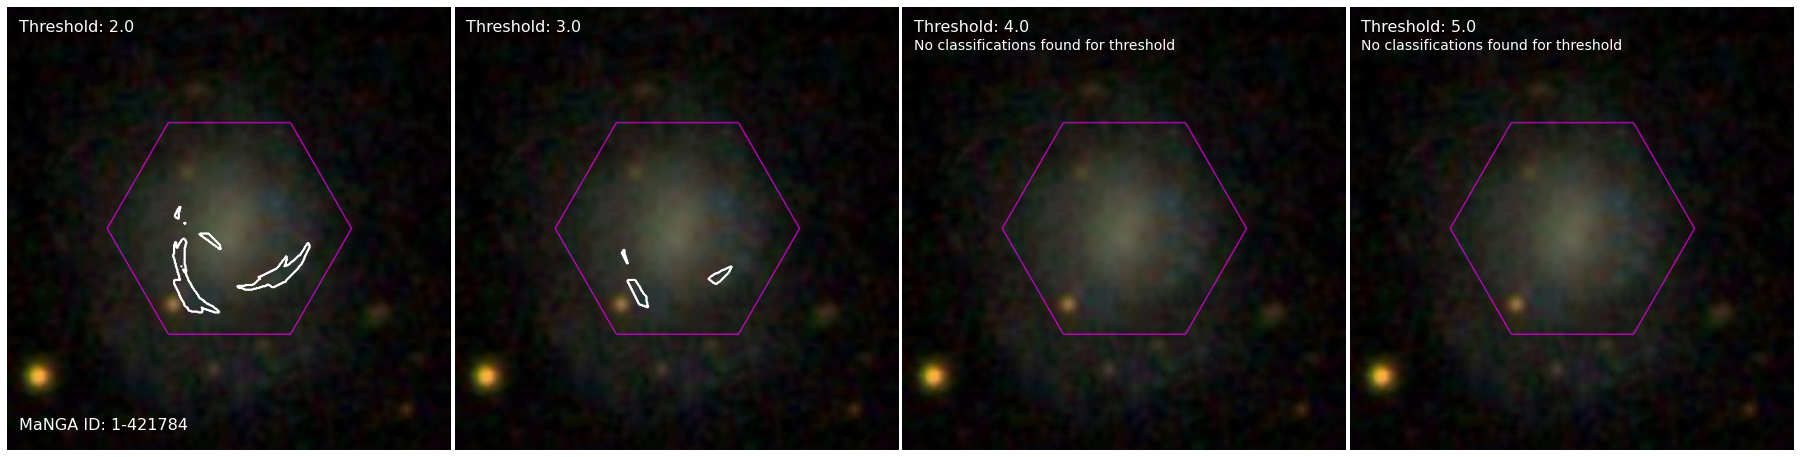 Threshold: 2.0
MaNGA ID: 1-421784
Threshold: 3.0
Threshold: 4.0
No classifications found for threshold
Threshold: 5.0
No classifications found for threshold